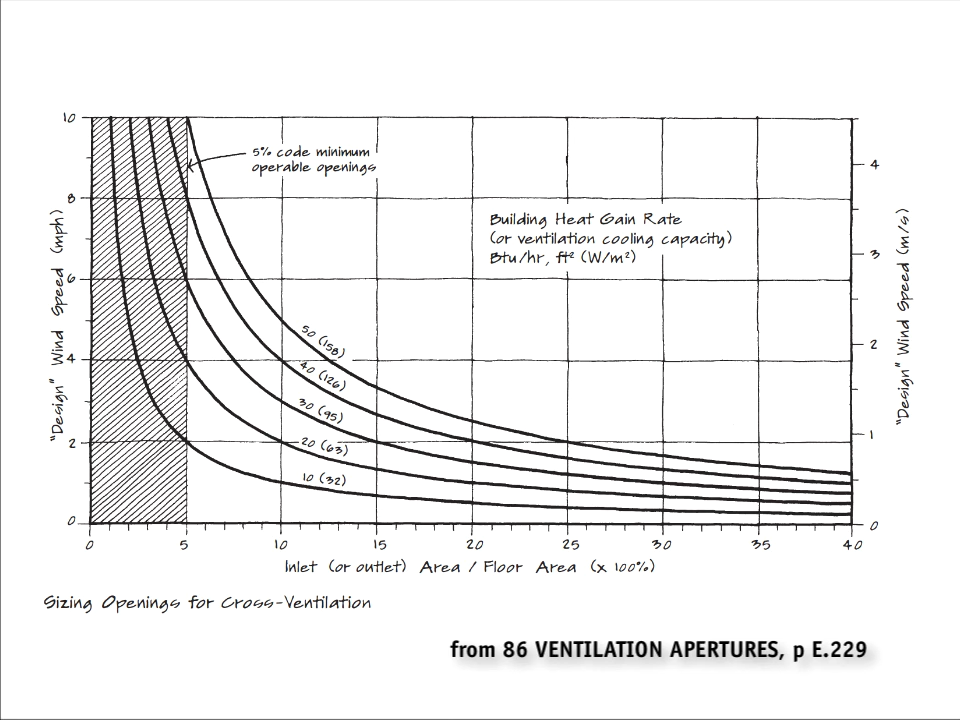 10
8
6
4
2
0
"Design" Wind Speed (mph)
5% code minimum
operable openings
Building Heat Gain Rate
(or ventilation cooling capacity)
Btu/hr, ft² (W/m²)
50 (158)
40 (126)
30 (95)
20 (63)
10 (32)
4
3
2
1
0
"Design" Wind Speed (m/s)
0 5 10 15 20 25 30 35 40
Inlet (or outlet) Area / Floor Area (x 100%)
Sizing Openings for Cross-Ventilation
from 86 VENTILATION APERTURES, p E.229